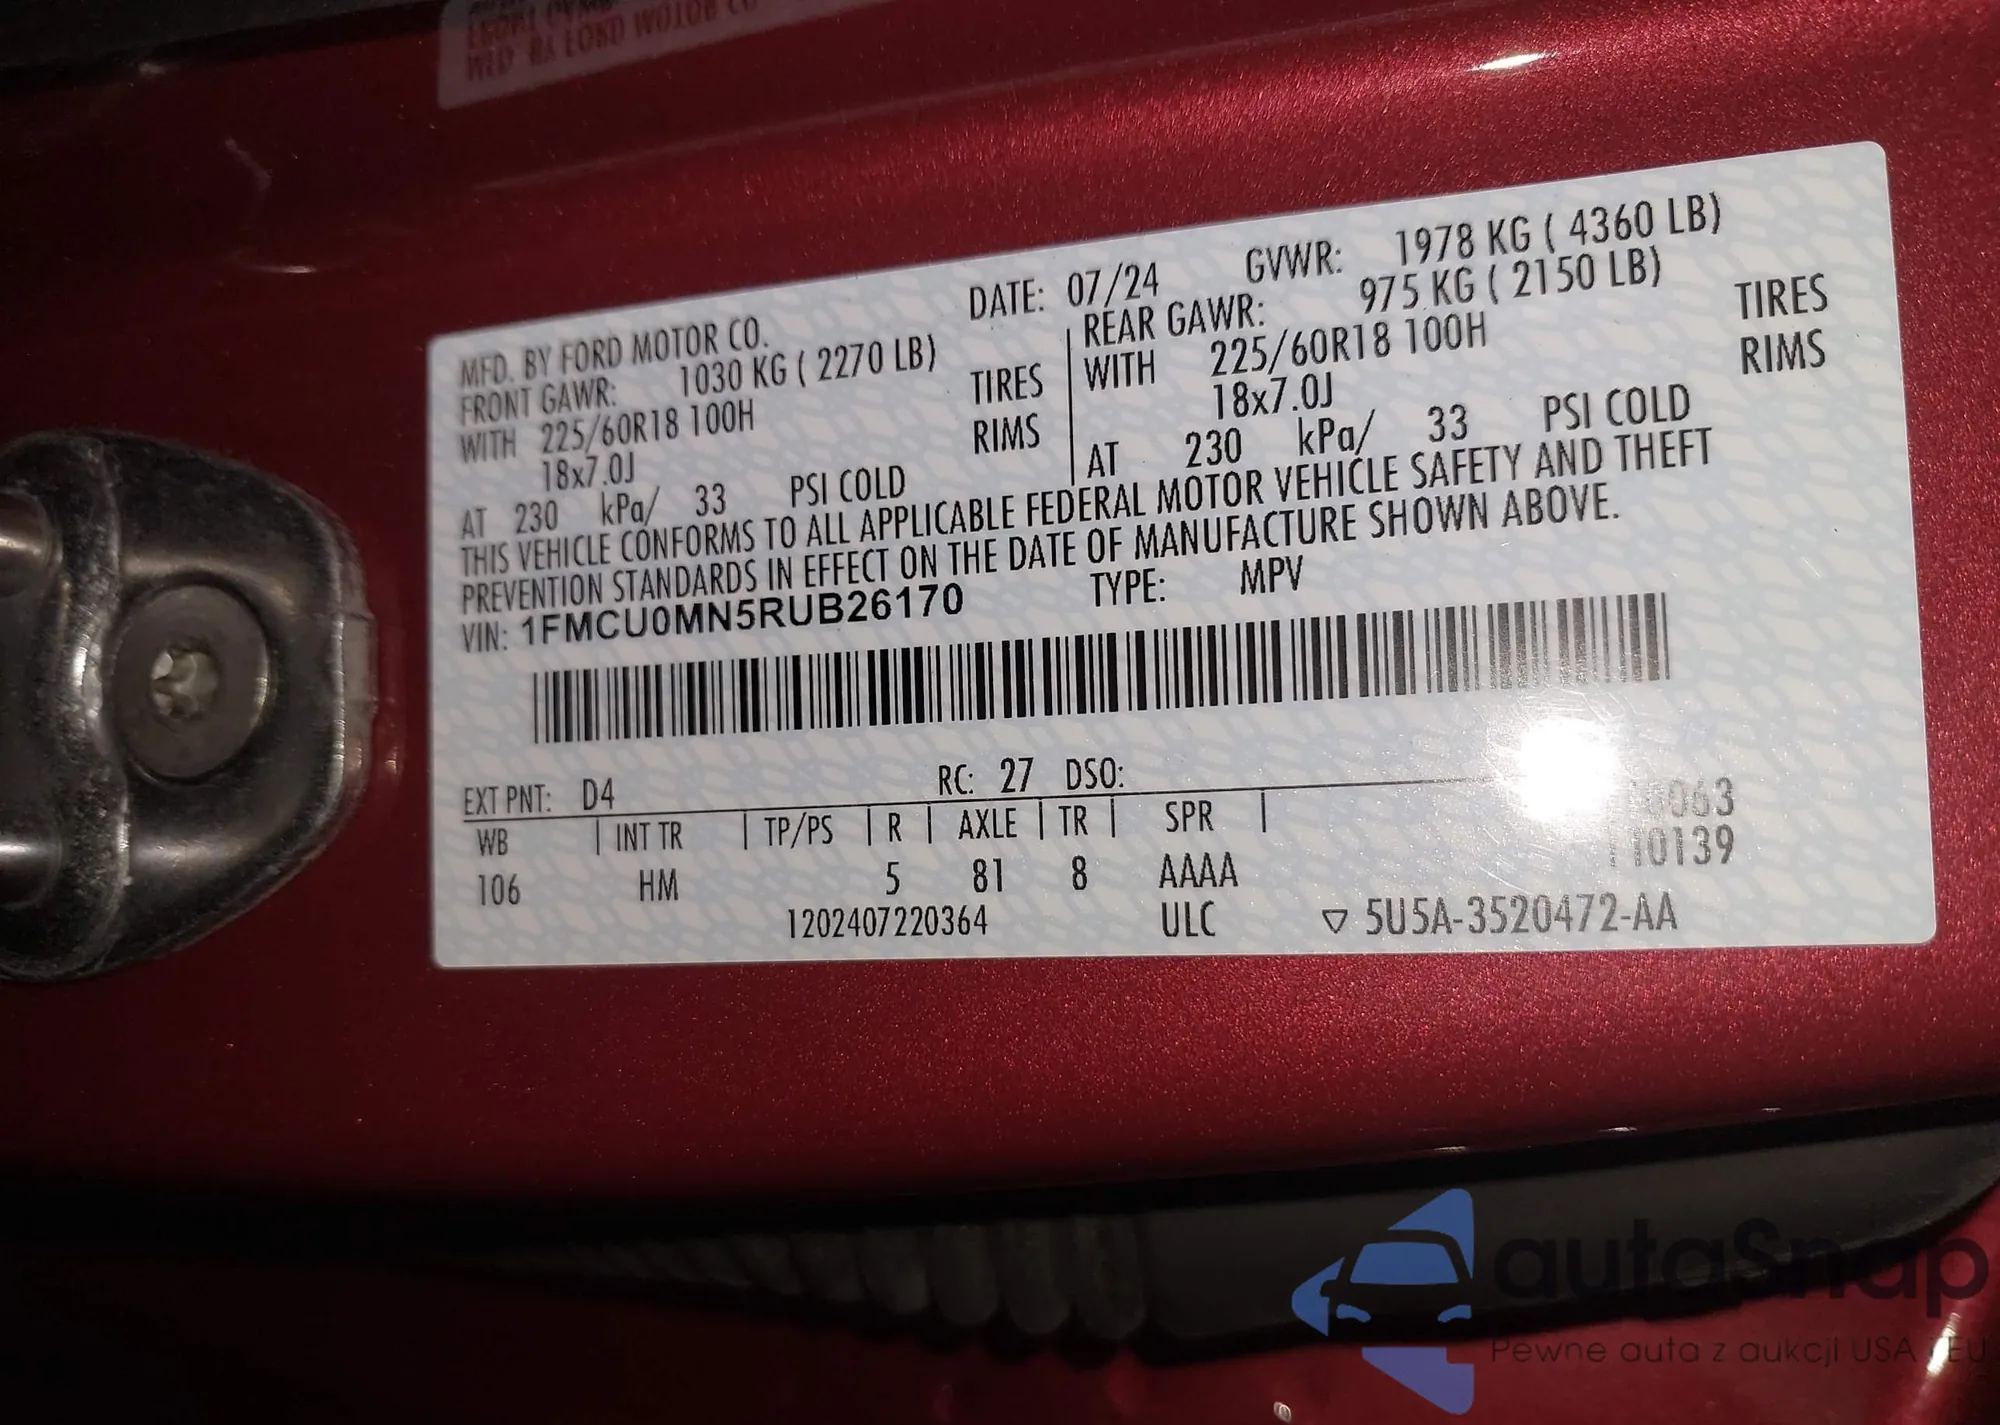 MFD. BY FORD MOTOR CO.
DATE: 07/24 GVWR: 1978 KG ( 4360 LB)
FRONT GAWR: 1030 KG ( 2270 LB)
WITH 225/60R18 100H TIRES
18x7.0J RIMS
AT 230 kPa/ 33 PSI COLD
REAR GAWR: 975 KG ( 2150 LB)
WITH 225/60R18 100H TIRES
18x7.0J RIMS
AT 230 kPa/ 33 PSI COLD
THIS VEHICLE CONFORMS TO ALL APPLICABLE FEDERAL MOTOR VEHICLE SAFETY AND THEFT
PREVENTION STANDARDS IN EFFECT ON THE DATE OF MANUFACTURE SHOWN ABOVE.
VIN: 1FMCU0MN5RUB26170 TYPE: MPV
EXT PNT: D4 RC: 27 DSO:
WB | INT TR | TP/PS | R | AXLE | TR | SPR |
106 HM 5 81 8 AAAA
1202407220364 ULC ▽ 5U5A-3520472-AA
autaSnap
Pewne auta z aukcji USA i EU